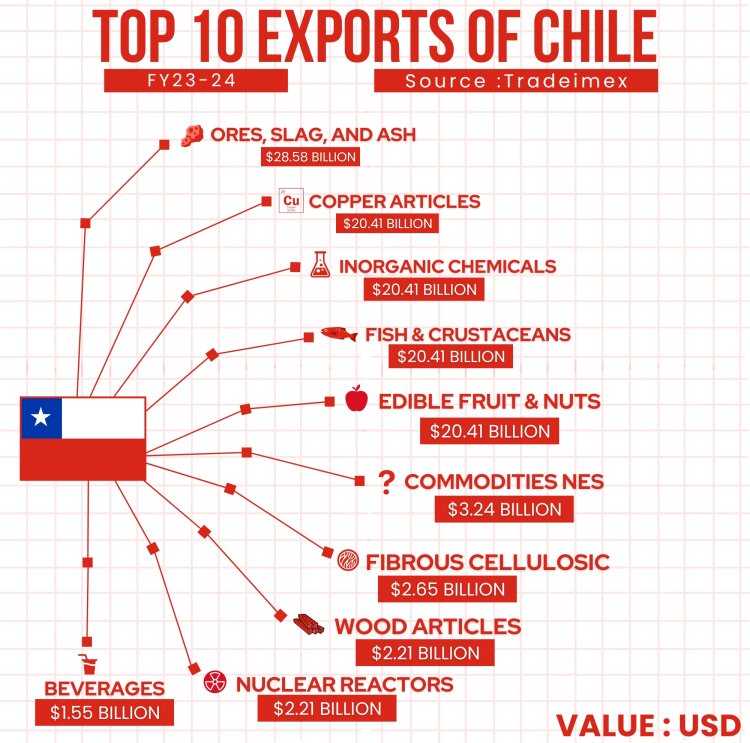 TOP 10 EXPORTS OF CHILE
FY23-24
Source :Tradeimex
ORES, SLAG, AND ASH
$28.58 BILLION
Cu
COPPER ARTICLES
$20.41 BILLION
INORGANIC CHEMICALS
$20.41 BILLION
FISH & CRUSTACEANS
$20.41 BILLION
EDIBLE FRUIT & NUTS
$20.41 BILLION
?
COMMODITIES NES
$3.24 BILLION
FIBROUS CELLULOSIC
$2.65 BILLION
WOOD ARTICLES
$2.21 BILLION
NUCLEAR REACTORS
$2.21 BILLION
BEVERAGES
$1.55 BILLION
VALUE : USD